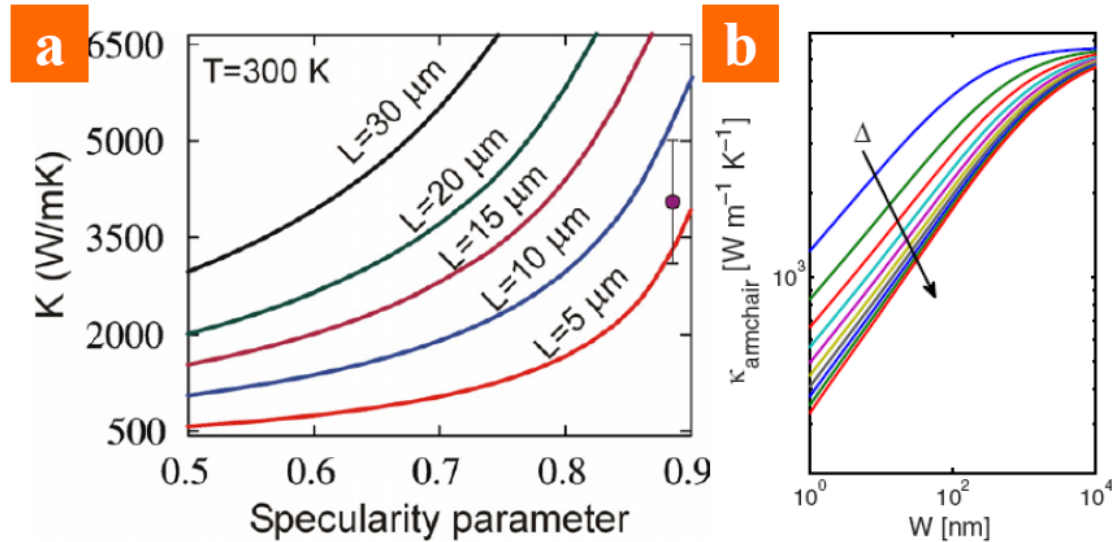 a
T=300 K
6500
5000
3500
2000
500
K (W/mK)
L=30 μm
L=20 μm
L=15 μm
L=10 μm
L=5 μm
0.5 0.6 0.7 0.8 0.9
Specularity parameter
b
Δ
κarmchair [W m⁻¹ K⁻¹]
10³
10⁰ 10² 10⁴
W [nm]